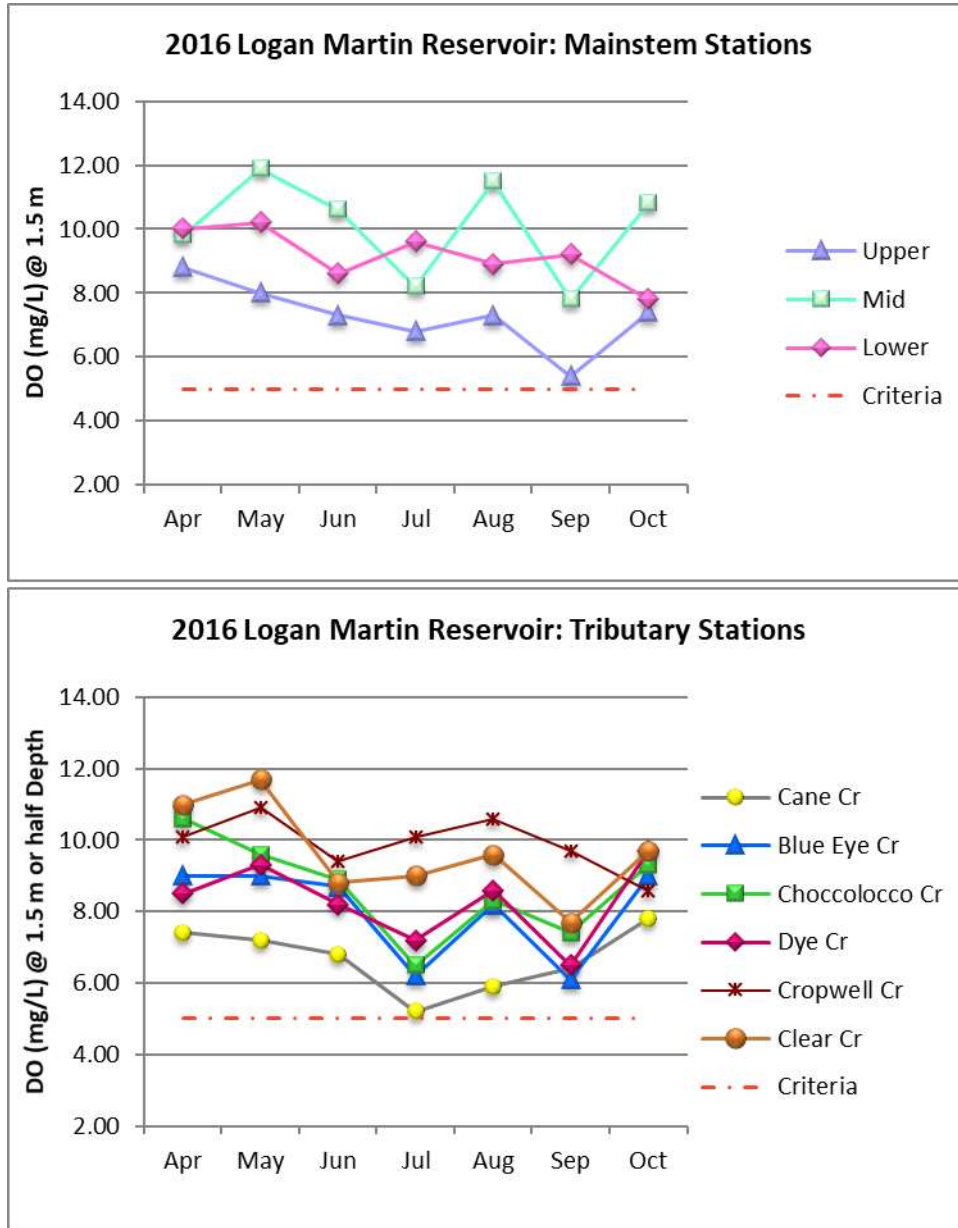 2016 Logan Martin Reservoir: Mainstem Stations
DO (mg/L) @ 1.5 m
14.00
12.00
10.00
8.00
6.00
4.00
2.00
Apr May Jun Jul Aug Sep Oct
Upper
Mid
Lower
Criteria
2016 Logan Martin Reservoir: Tributary Stations
DO (mg/L) @ 1.5 m or half Depth
14.00
12.00
10.00
8.00
6.00
4.00
2.00
Apr May Jun Jul Aug Sep Oct
Cane Cr
Blue Eye Cr
Choccolocco Cr
Dye Cr
Cropwell Cr
Clear Cr
Criteria